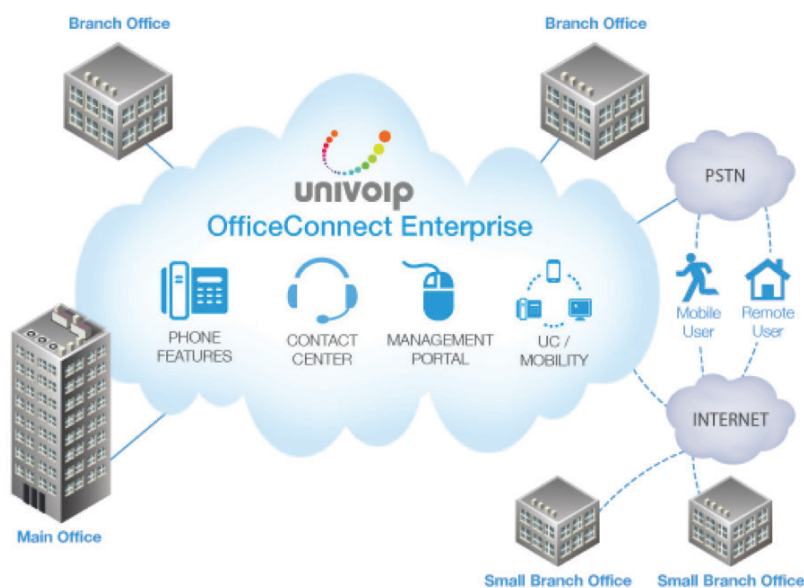 Branch Office
Branch Office
UNIVOIP
OfficeConnect Enterprise
PSTN
PHONE
FEATURES
CONTACT
CENTER
MANAGEMENT
PORTAL
UC /
MOBILITY
Mobile
User
Remote
User
INTERNET
Main Office
Small Branch Office
Small Branch Office